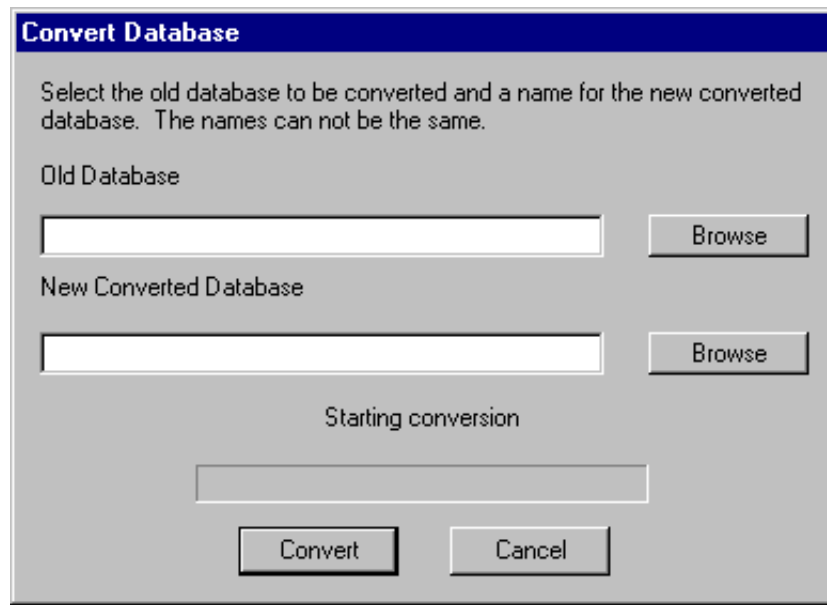 Convert Database
Select the old database to be converted and a name for the new converted
database.  The names can not be the same.
Old Database
Browse
New Converted Database
Browse
Starting conversion
Convert
Cancel